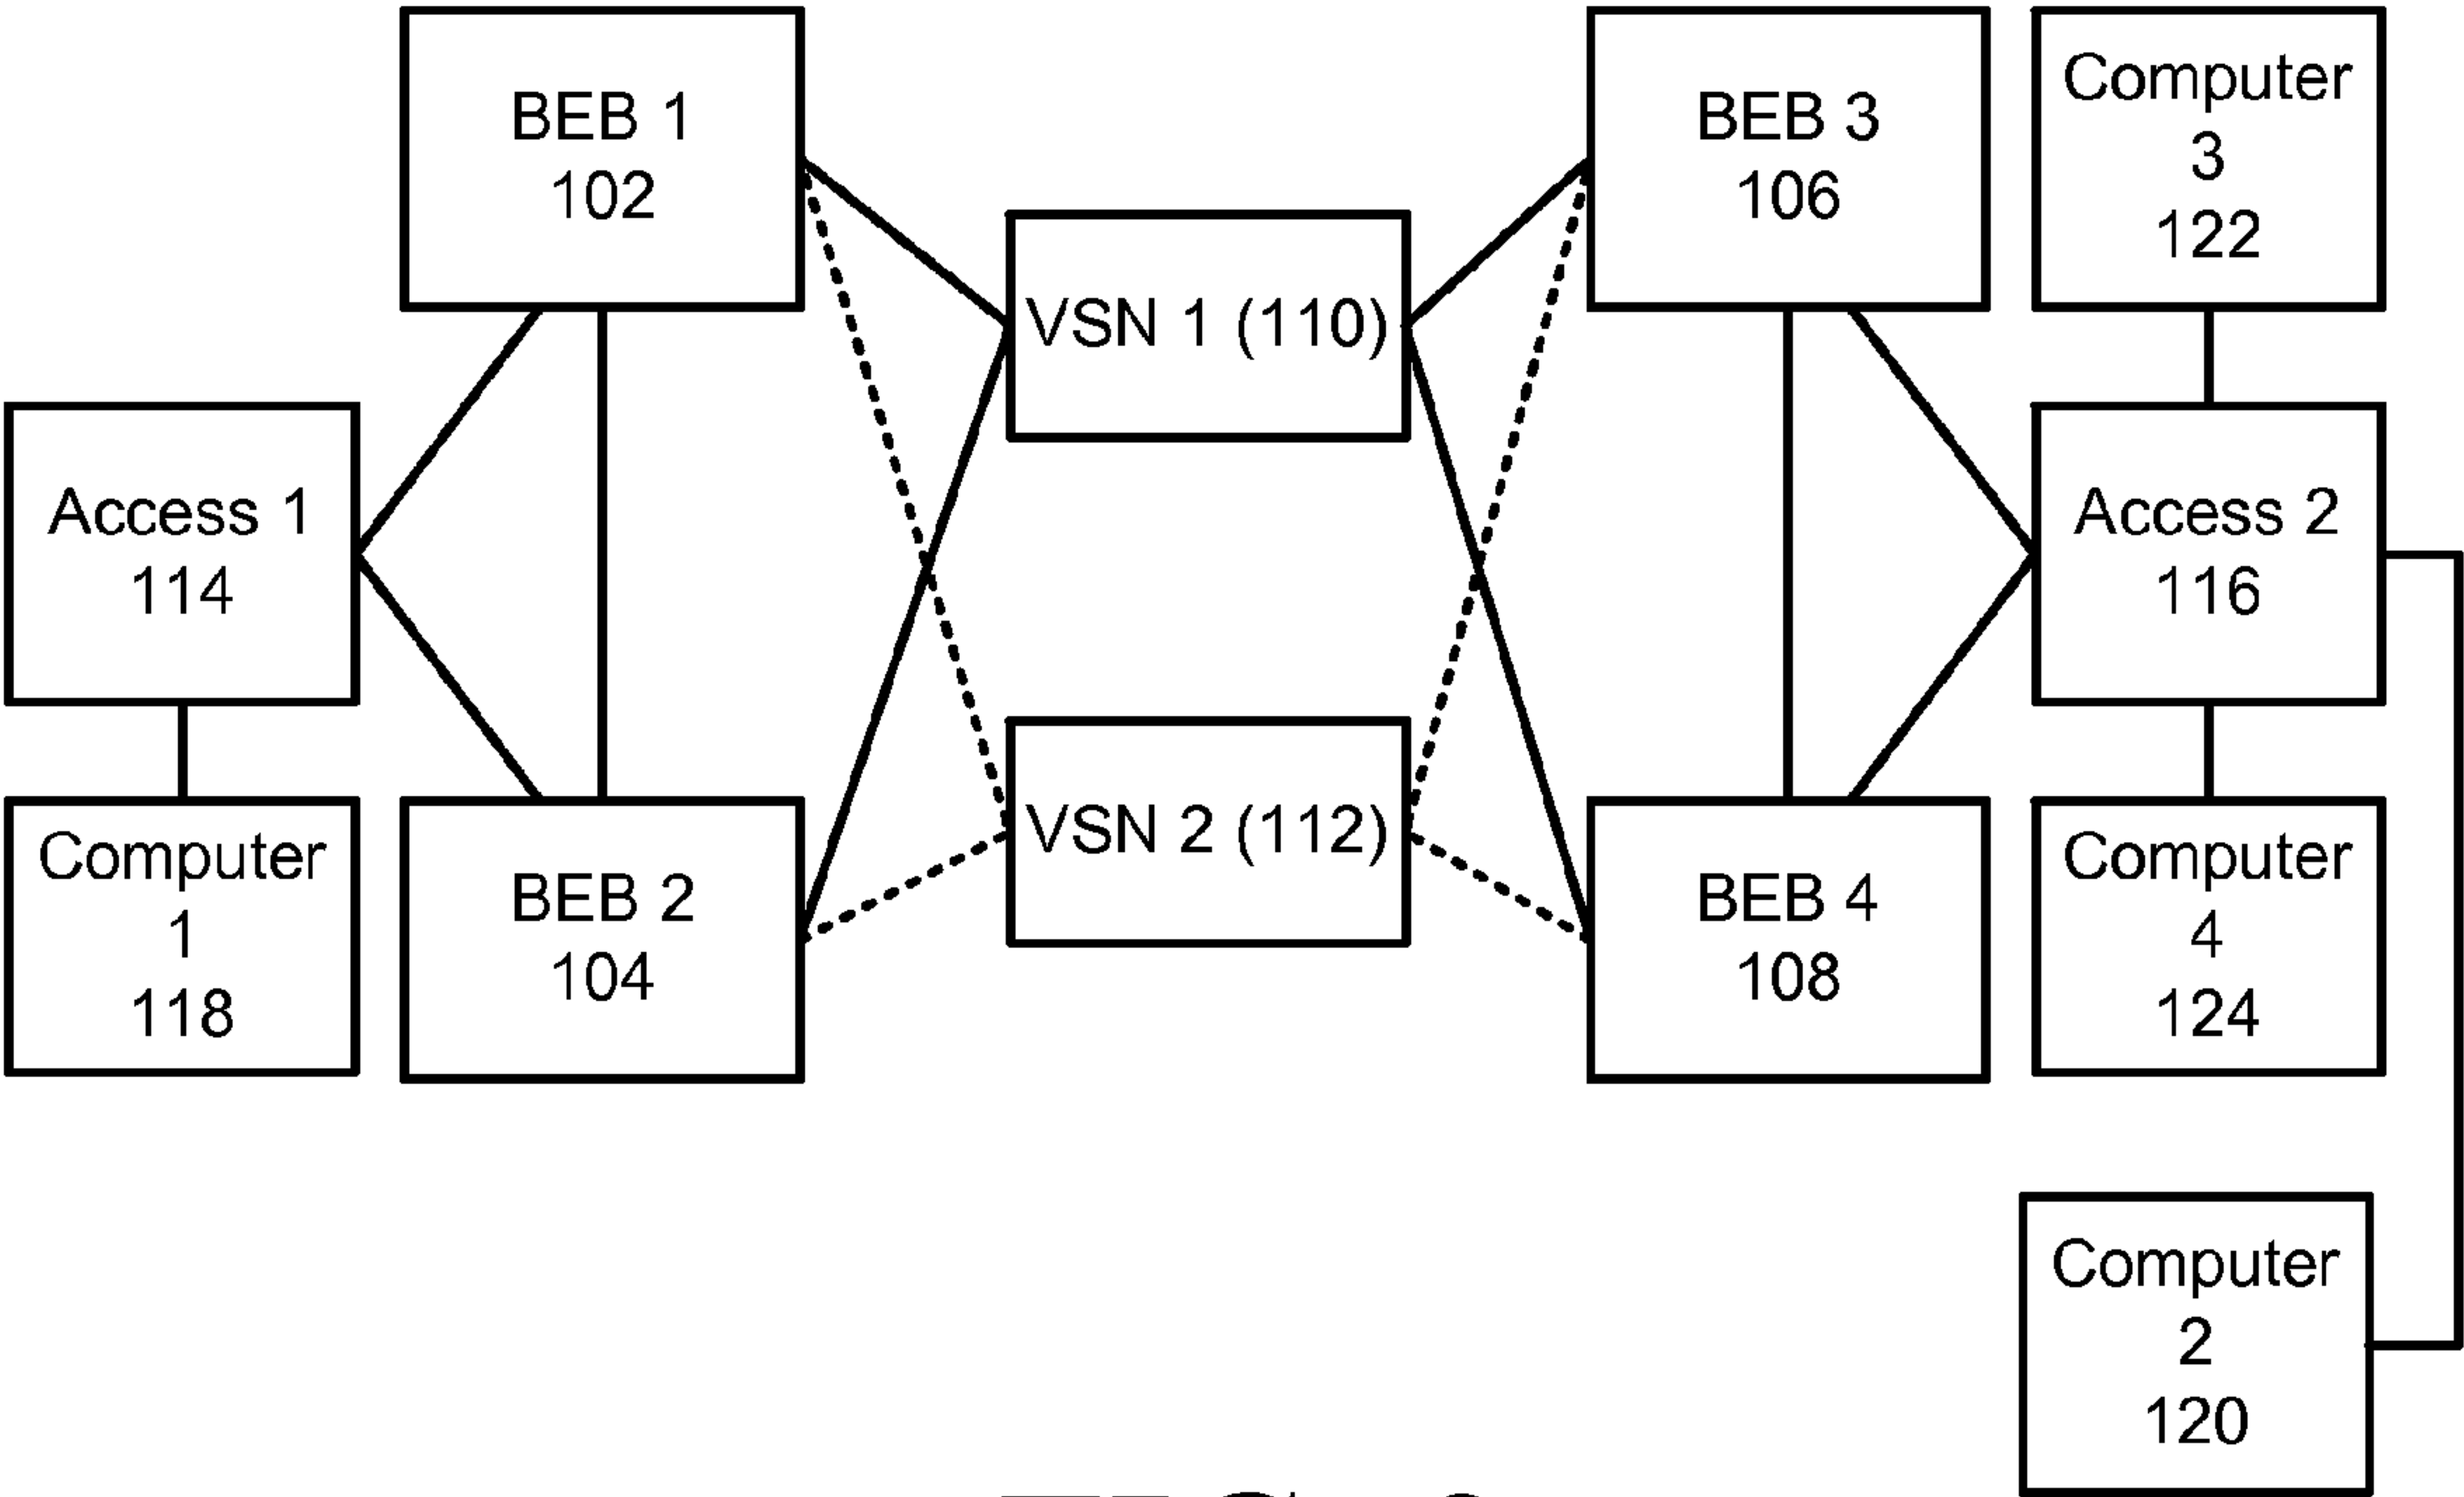 BEB 1
102
BEB 3
106
Computer
3
122
VSN 1 (110)
Access 1
114
Access 2
116
VSN 2 (112)
Computer
1
118
BEB 2
104
BEB 4
108
Computer
4
124
Computer
2
120